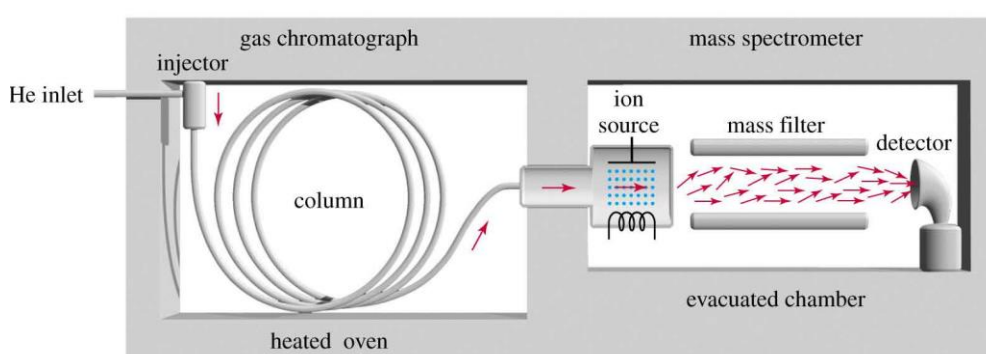 gas chromatograph
mass spectrometer
injector
He inlet
ion
source
mass filter
detector
column
evacuated chamber
heated oven